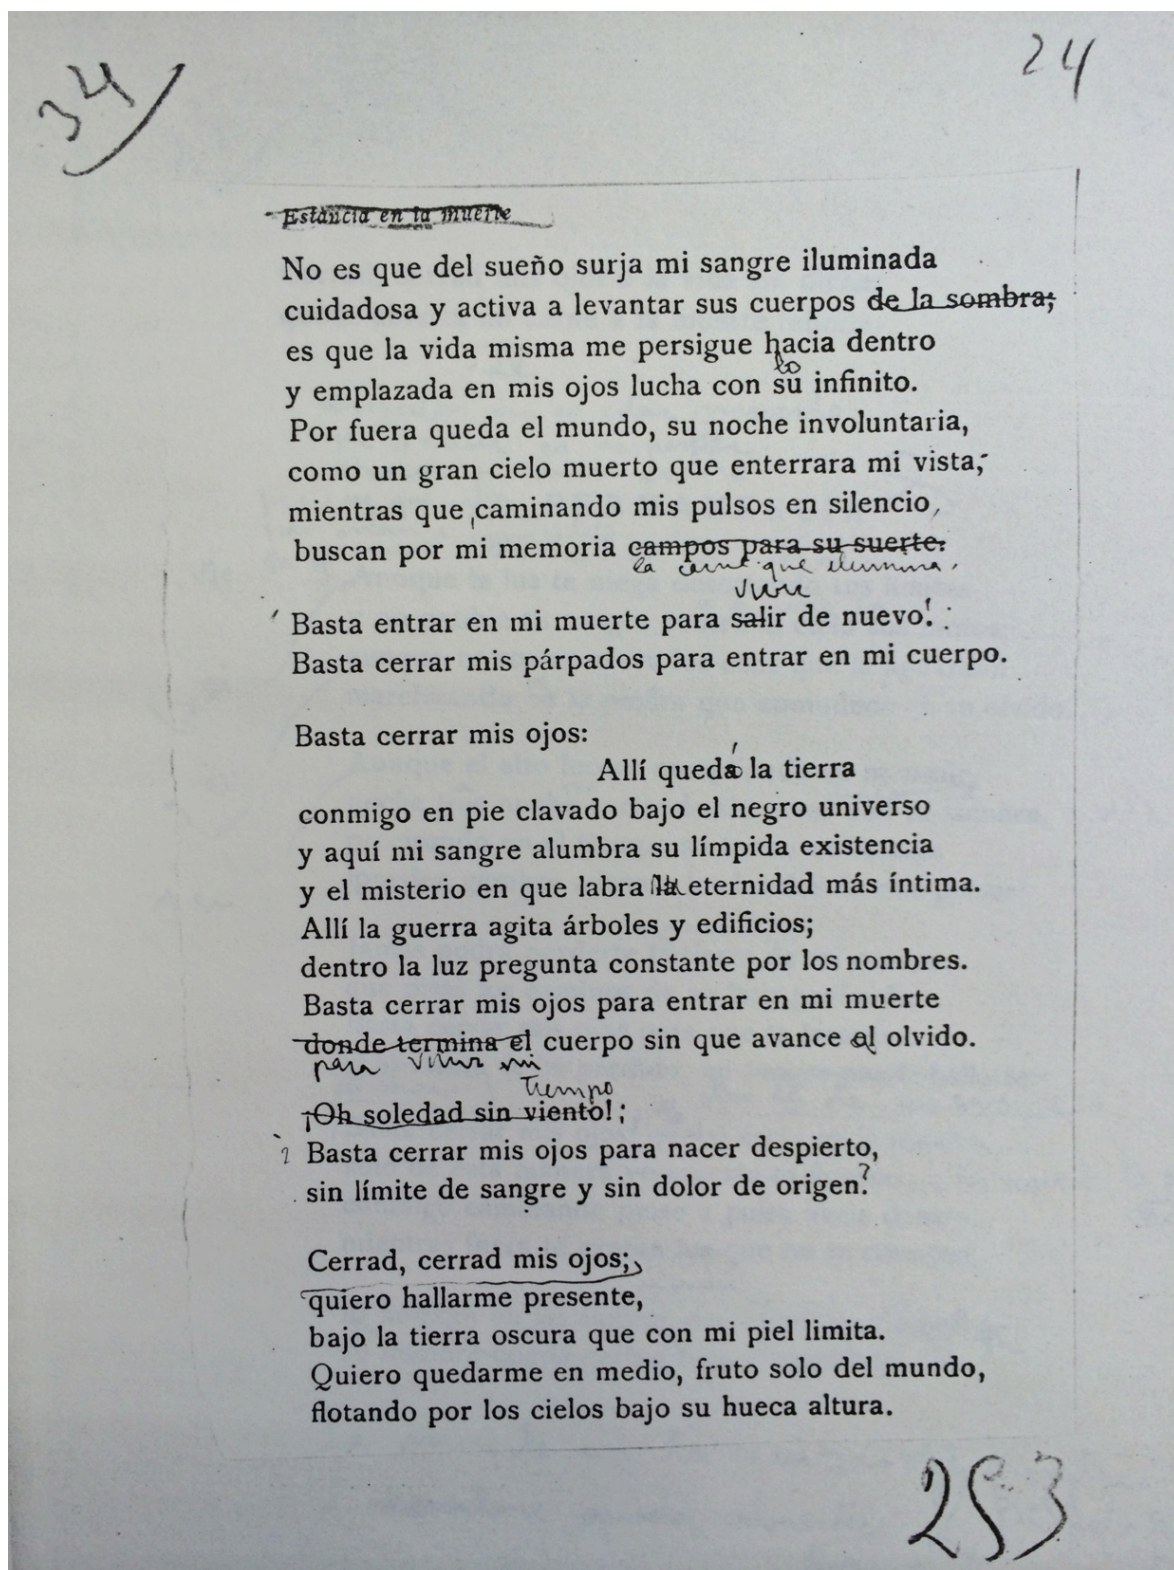 34
24
Estancia en la muerte
No es que del sueño surja mi sangre iluminada
cuidadosa y activa a levantar sus cuerpos de la sombra;
es que la vida misma me persigue hacia dentro
lo
y emplazada en mis ojos lucha con su infinito.
Por fuera queda el mundo, su noche involuntaria,
como un gran cielo muerto que enterrara mi vista;
mientras que, caminando mis pulsos en silencio,
buscan por mi memoria campos para su suerte.
la carne que ilumina.
vivir
Basta entrar en mi muerte para salir de nuevo!:
Basta cerrar mis párpados para entrar en mi cuerpo.
Basta cerrar mis ojos:
Allí queda la tierra
conmigo en pie clavado bajo el negro universo
y aquí mi sangre alumbra su límpida existencia
y el misterio en que labra la eternidad más íntima.
Allí la guerra agita árboles y edificios;
dentro la luz pregunta constante por los nombres.
Basta cerrar mis ojos para entrar en mi muerte
donde termina el cuerpo sin que avance el olvido.
para vivir mi
tiempo
¡Oh soledad sin viento!;
¿ Basta cerrar mis ojos para nacer despierto,
sin límite de sangre y sin dolor de origen.?
Cerrad, cerrad mis ojos;
quiero hallarme presente,
bajo la tierra oscura que con mi piel limita.
Quiero quedarme en medio, fruto solo del mundo,
flotando por los cielos bajo su hueca altura.
253